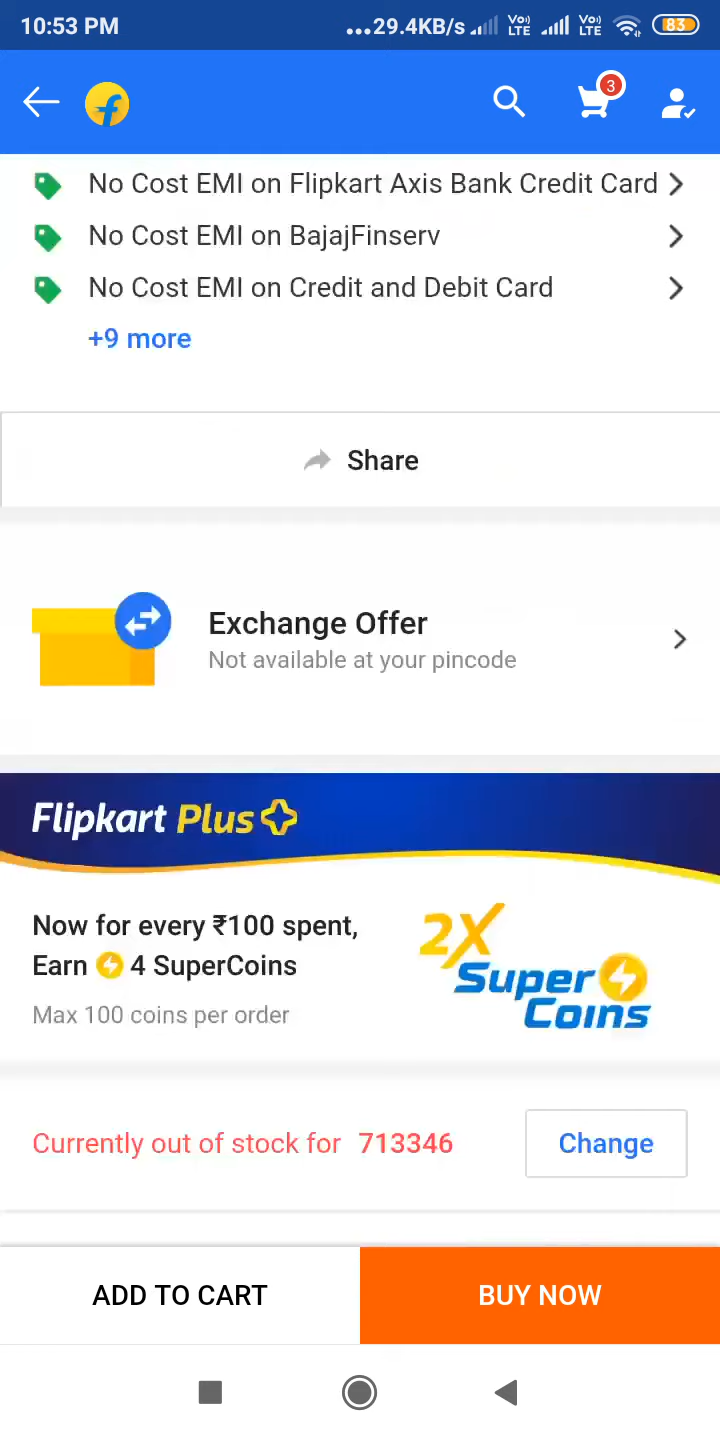 10:53 PM ...29.4KB/s Vo) LTE Vo) LTE 83
f 3
No Cost EMI on Flipkart Axis Bank Credit Card
No Cost EMI on BajajFinserv
No Cost EMI on Credit and Debit Card
+9 more
Share
Exchange Offer
Not available at your pincode
Flipkart Plus
Now for every ₹100 spent,
Earn 4 SuperCoins
Max 100 coins per order
2X
Super
Coins
Currently out of stock for 713346 Change
ADD TO CART BUY NOW